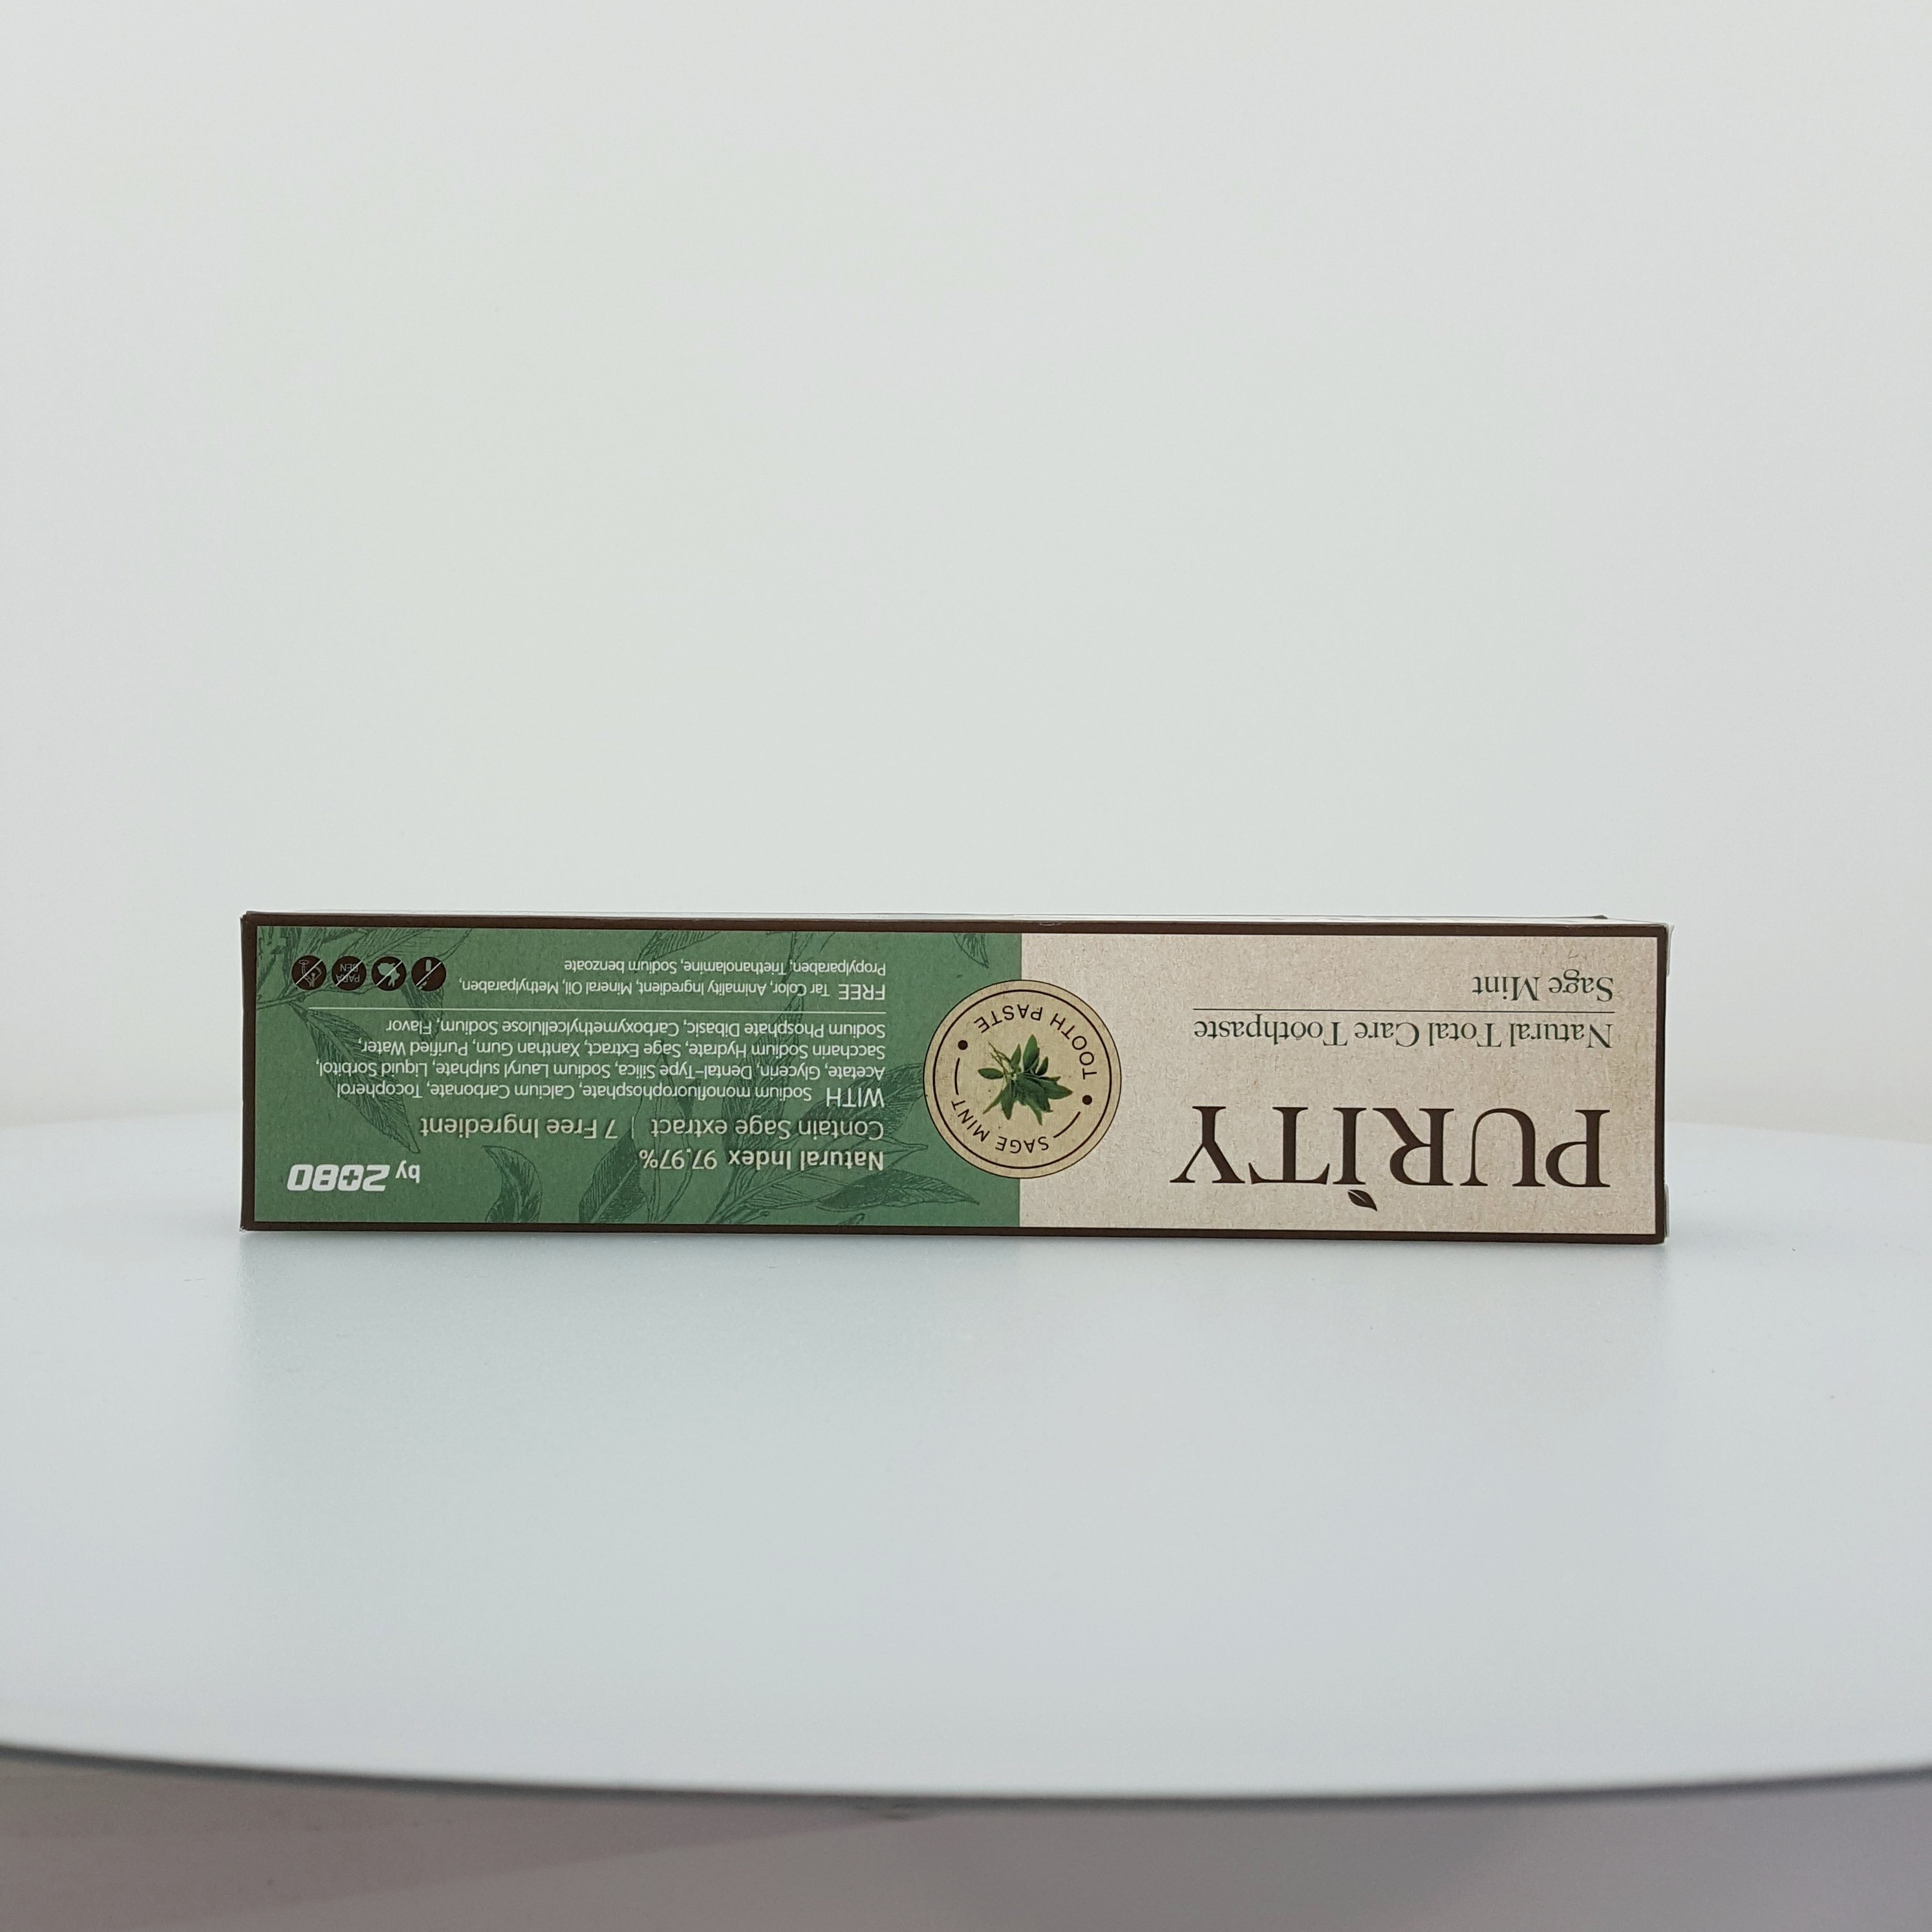 PURITY
Natural Total Care Toothpaste
Sage Mint
SAGE MINT
TOOTH PASTE
by 2080
Natural Index 97.97%
Contain Sage extract | 7 Free Ingredient
WITH Sodium monofluorophosphate, Calcium Carbonate, Tocopherol
Acetate, Glycerin, Dental-Type Silica, Sodium Lauryl sulphate, Liquid Sorbitol,
Saccharin Sodium Hydrate, Sage Extract, Xanthan Gum, Purified Water,
Sodium Phosphate Dibasic, Carboxymethylcellulose Sodium, Flavor
FREE Tar Color, Animality Ingredient, Mineral Oil, Methylparaben,
Propylparaben, Triethanolamine, Sodium benzoate
PARA
BEN